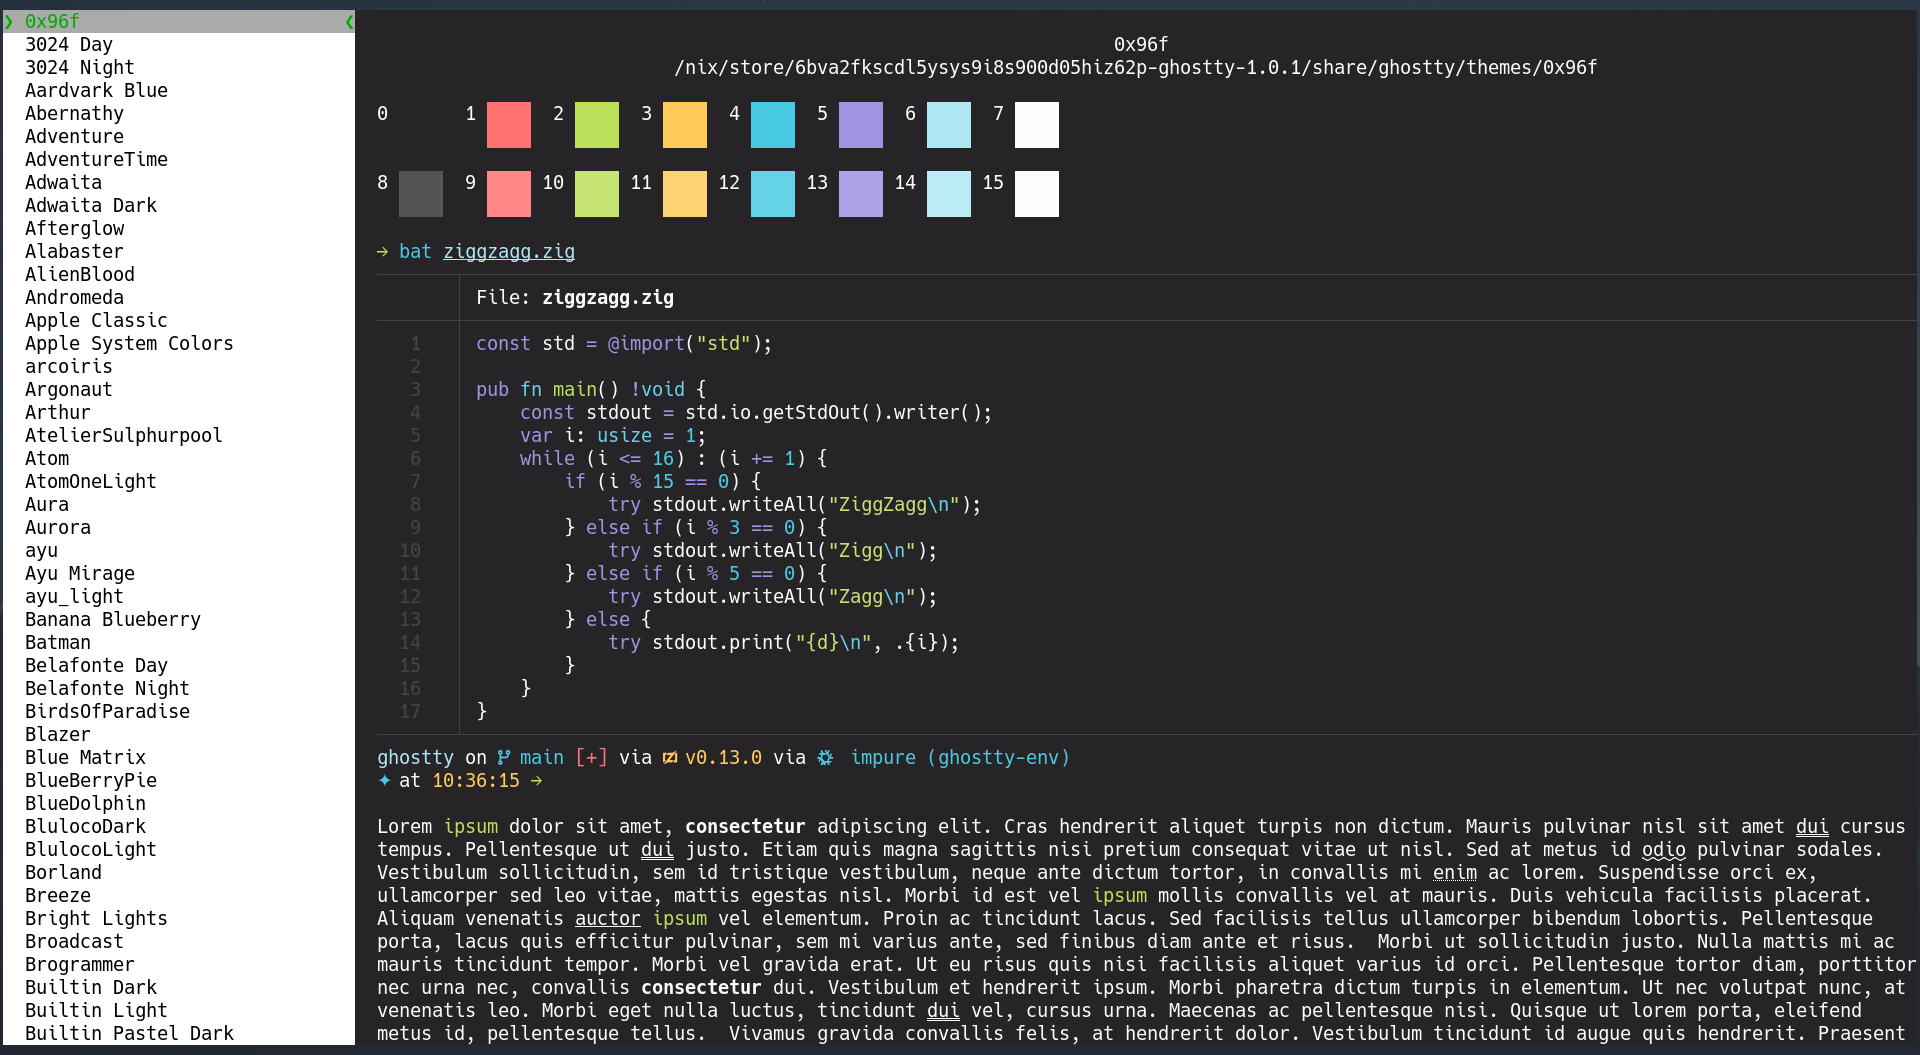 ❯ 0x96f ❮
3024 Day
3024 Night
Aardvark Blue
Abernathy
Adventure
AdventureTime
Adwaita
Adwaita Dark
Afterglow
Alabaster
AlienBlood
Andromeda
Apple Classic
Apple System Colors
arcoiris
Argonaut
Arthur
AtelierSulphurpool
Atom
AtomOneLight
Aura
Aurora
ayu
Ayu Mirage
ayu_light
Banana Blueberry
Batman
Belafonte Day
Belafonte Night
BirdsOfParadise
Blazer
Blue Matrix
BlueBerryPie
BlueDolphin
BlulocoDark
BlulocoLight
Borland
Breeze
Bright Lights
Broadcast
Brogrammer
Builtin Dark
Builtin Light
Builtin Pastel Dark
0x96f
/nix/store/6bva2fkscdl5ysys9i8s900d05hiz62p-ghostty-1.0.1/share/ghostty/themes/0x96f
0 1 2 3 4 5 6 7
8 9 10 11 12 13 14 15
→ bat ziggzagg.zig
File: ziggzagg.zig
1 const std = @import("std");
2
3 pub fn main() !void {
4     const stdout = std.io.getStdOut().writer();
5     var i: usize = 1;
6     while (i <= 16) : (i += 1) {
7         if (i % 15 == 0) {
8             try stdout.writeAll("ZiggZagg\n");
9         } else if (i % 3 == 0) {
10             try stdout.writeAll("Zigg\n");
11         } else if (i % 5 == 0) {
12             try stdout.writeAll("Zagg\n");
13         } else {
14             try stdout.print("{d}\n", .{i});
15         }
16     }
17 }
ghostty on main [+] via v0.13.0 via impure (ghostty-env)
✦ at 10:36:15 →
Lorem ipsum dolor sit amet, consectetur adipiscing elit. Cras hendrerit aliquet turpis non dictum. Mauris pulvinar nisl sit amet dui cursus
tempus. Pellentesque ut dui justo. Etiam quis magna sagittis nisi pretium consequat vitae ut nisl. Sed at metus id odio pulvinar sodales.
Vestibulum sollicitudin, sem id tristique vestibulum, neque ante dictum tortor, in convallis mi enim ac lorem. Suspendisse orci ex,
ullamcorper sed leo vitae, mattis egestas nisl. Morbi id est vel ipsum mollis convallis vel at mauris. Duis vehicula facilisis placerat.
Aliquam venenatis auctor ipsum vel elementum. Proin ac tincidunt lacus. Sed facilisis tellus ullamcorper bibendum lobortis. Pellentesque
porta, lacus quis efficitur pulvinar, sem mi varius ante, sed finibus diam ante et risus.  Morbi ut sollicitudin justo. Nulla mattis mi ac
mauris tincidunt tempor. Morbi vel gravida erat. Ut eu risus quis nisi facilisis aliquet varius id orci. Pellentesque tortor diam, porttitor
nec urna nec, convallis consectetur dui. Vestibulum et hendrerit ipsum. Morbi pharetra dictum turpis in elementum. Ut nec volutpat nunc, at
venenatis leo. Morbi eget nulla luctus, tincidunt dui vel, cursus urna. Maecenas ac pellentesque nisi. Quisque ut lorem porta, eleifend
metus id, pellentesque tellus.  Vivamus gravida convallis felis, at hendrerit dolor. Vestibulum tincidunt id augue quis hendrerit. Praesent